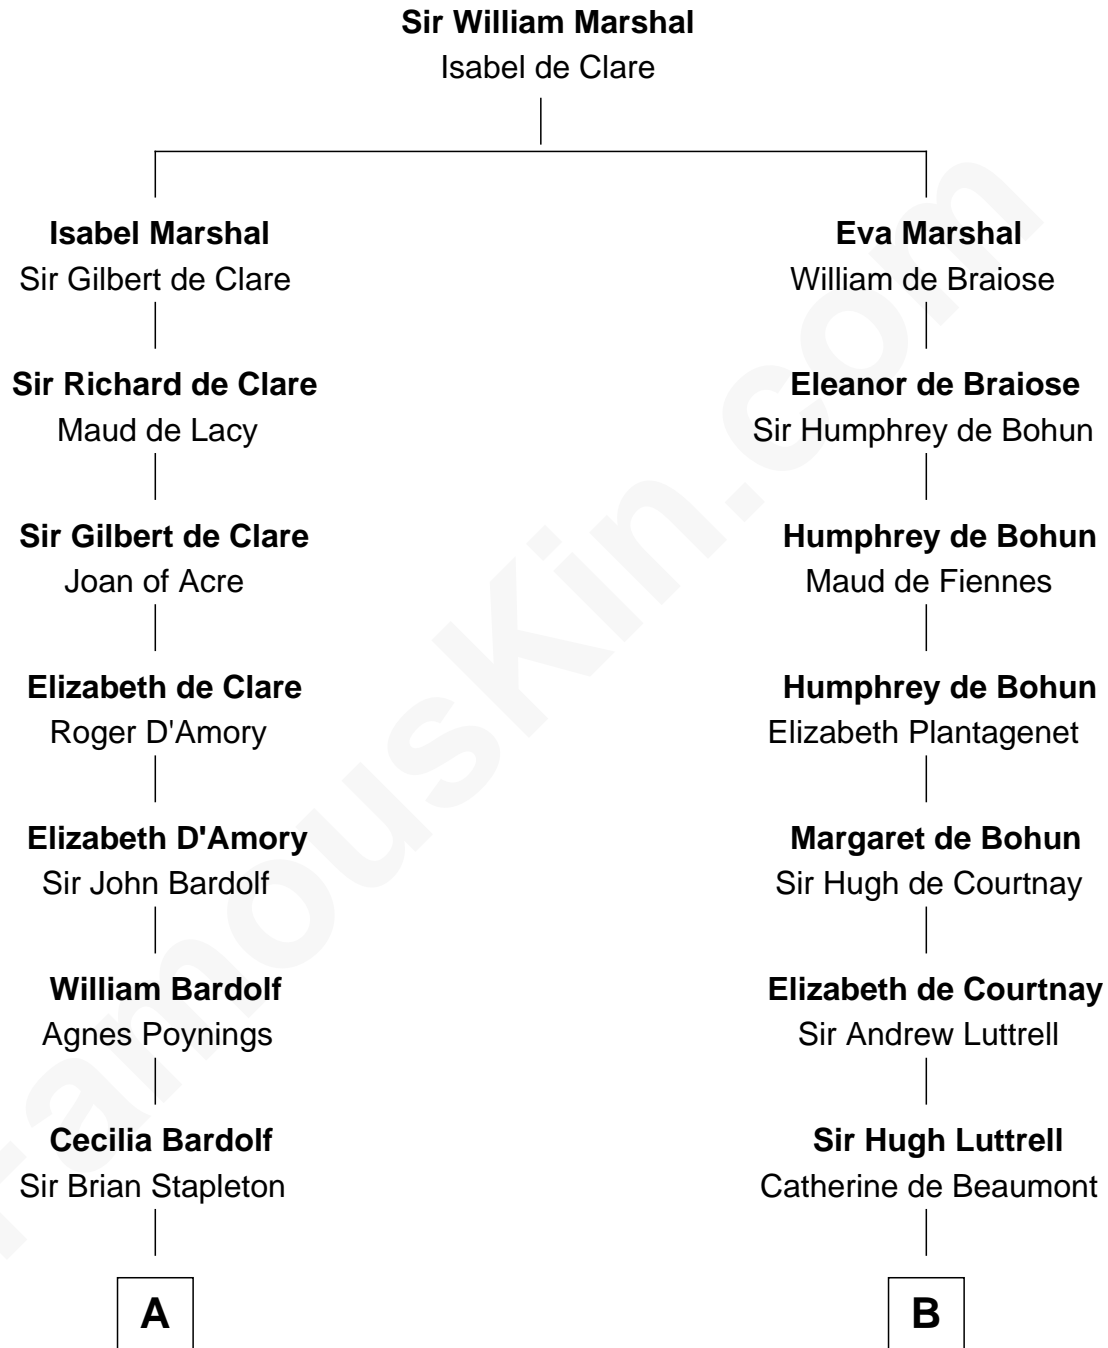 Sir William Marshal
Isabel de Clare
Isabel Marshal
Sir Gilbert de Clare
Eva Marshal
William de Braiose
Sir Richard de Clare
Maud de Lacy
Eleanor de Braiose
Sir Humphrey de Bohun
Sir Gilbert de Clare
Joan of Acre
Humphrey de Bohun
Maud de Fiennes
Elizabeth de Clare
Roger D'Amory
Humphrey de Bohun
Elizabeth Plantagenet
Elizabeth D'Amory
Sir John Bardolf
Margaret de Bohun
Sir Hugh de Courtnay
William Bardolf
Agnes Poynings
Elizabeth de Courtnay
Sir Andrew Luttrell
Cecilia Bardolf
Sir Brian Stapleton
Sir Hugh Luttrell
Catherine de Beaumont
A
B
FamousKin.com